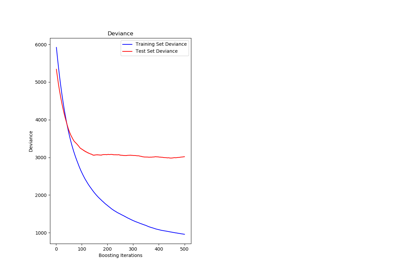 Deviance
Training Set Deviance
Test Set Deviance
6000
5000
4000
3000
2000
1000
Deviance
0 100 200 300 400 500
Boosting Iterations